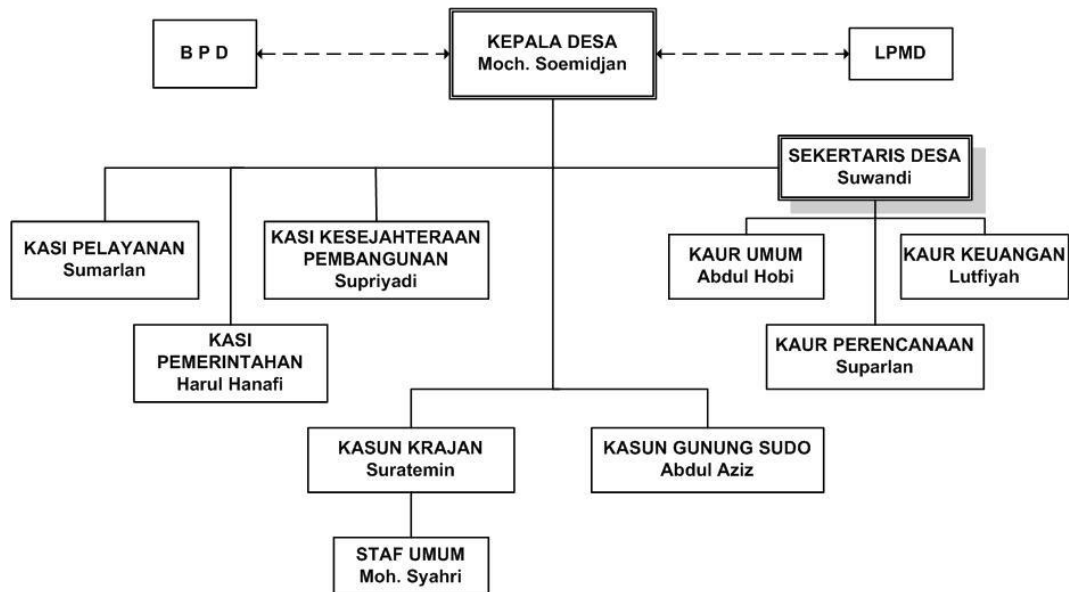 B P D
KEPALA DESA
Moch. Soemidjan
LPMD
SEKERTARIS DESA
Suwandi
KASI PELAYANAN
Sumarlan
KASI KESEJAHTERAAN
PEMBANGUNAN
Supriyadi
KAUR UMUM
Abdul Hobi
KAUR KEUANGAN
Lutfiyah
KASI
PEMERINTAHAN
Harul Hanafi
KAUR PERENCANAAN
Suparlan
KASUN KRAJAN
Suratemin
KASUN GUNUNG SUDO
Abdul Aziz
STAF UMUM
Moh. Syahri